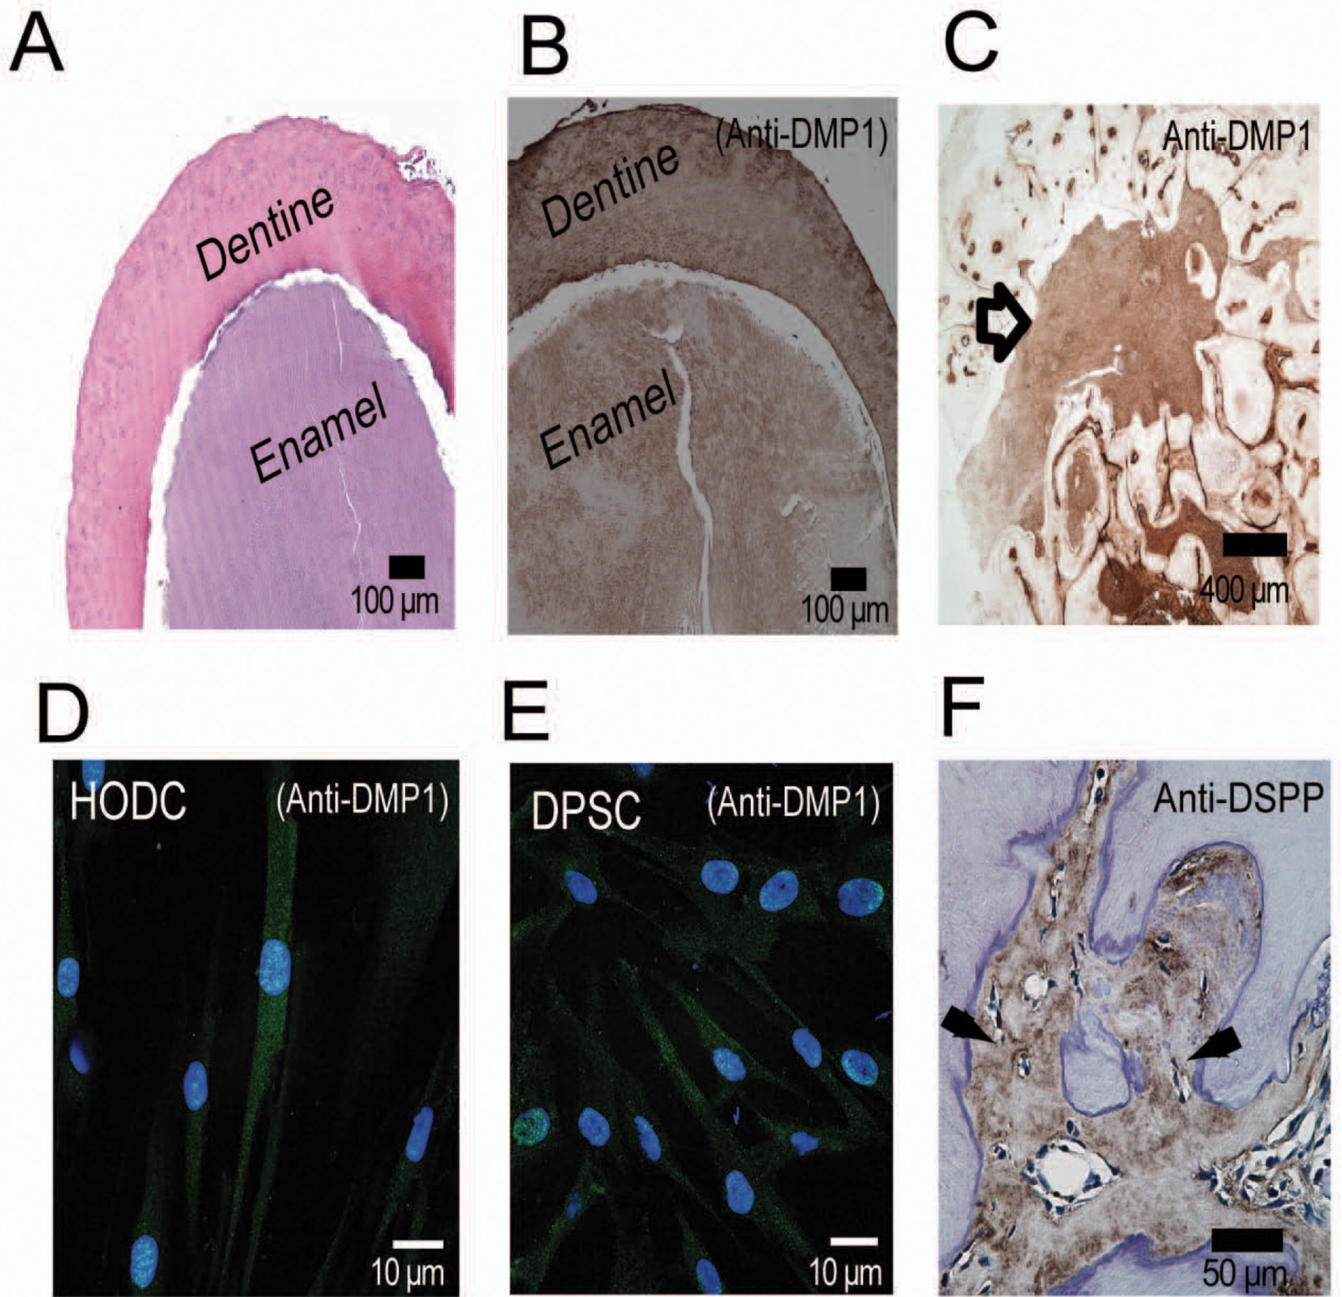 A
B
C
Dentine
Enamel
100 µm
(Anti-DMP1)
Dentine
Enamel
100 µm
Anti-DMP1
400 µm
D
E
F
HODC (Anti-DMP1)
10 µm
DPSC (Anti-DMP1)
10 µm
Anti-DSPP
50 µm